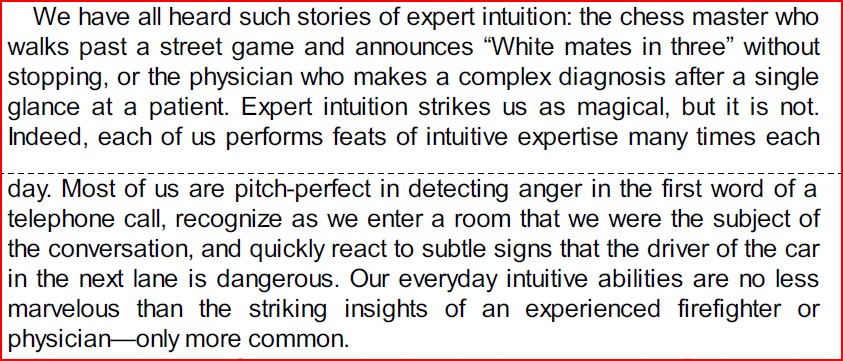 We have all heard such stories of expert intuition: the chess master who
walks past a street game and announces “White mates in three” without
stopping, or the physician who makes a complex diagnosis after a single
glance at a patient. Expert intuition strikes us as magical, but it is not.
Indeed, each of us performs feats of intuitive expertise many times each
day. Most of us are pitch-perfect in detecting anger in the first word of a
telephone call, recognize as we enter a room that we were the subject of
the conversation, and quickly react to subtle signs that the driver of the car
in the next lane is dangerous. Our everyday intuitive abilities are no less
marvelous than the striking insights of an experienced firefighter or
physician—only more common.